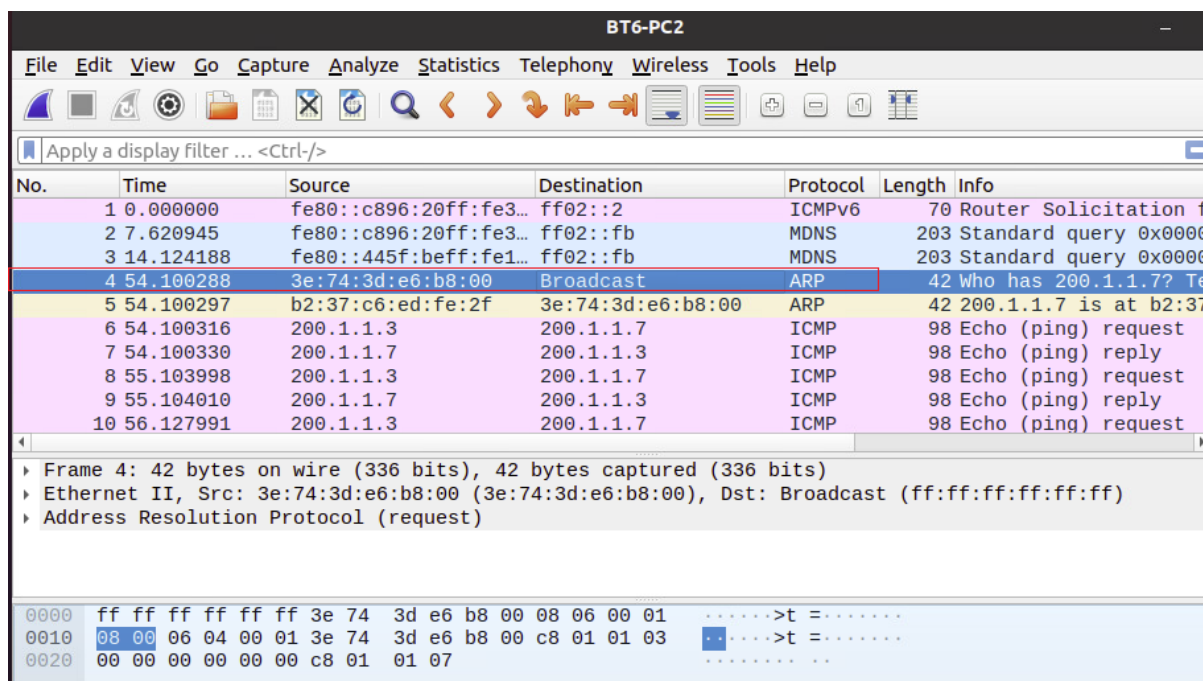 BT6-PC2
File Edit View Go Capture Analyze Statistics Telephony Wireless Tools Help
Apply a display filter … <Ctrl-/>
No. Time Source Destination Protocol Length Info
1 0.000000 fe80::c896:20ff:fe3… ff02::2 ICMPv6 70 Router Solicitation
2 7.620945 fe80::c896:20ff:fe3… ff02::fb MDNS 203 Standard query 0x0000
3 14.124188 fe80::445f:beff:fe1… ff02::fb MDNS 203 Standard query 0x0000
4 54.100288 3e:74:3d:e6:b8:00 Broadcast ARP 42 Who has 200.1.1.7? Te
5 54.100297 b2:37:c6:ed:fe:2f 3e:74:3d:e6:b8:00 ARP 42 200.1.1.7 is at b2:37
6 54.100316 200.1.1.3 200.1.1.7 ICMP 98 Echo (ping) request
7 54.100330 200.1.1.7 200.1.1.3 ICMP 98 Echo (ping) reply
8 55.103998 200.1.1.3 200.1.1.7 ICMP 98 Echo (ping) request
9 55.104010 200.1.1.7 200.1.1.3 ICMP 98 Echo (ping) reply
10 56.127991 200.1.1.3 200.1.1.7 ICMP 98 Echo (ping) request
Frame 4: 42 bytes on wire (336 bits), 42 bytes captured (336 bits)
Ethernet II, Src: 3e:74:3d:e6:b8:00 (3e:74:3d:e6:b8:00), Dst: Broadcast (ff:ff:ff:ff:ff:ff)
Address Resolution Protocol (request)
0000 ff ff ff ff ff ff 3e 74 3d e6 b8 00 08 06 00 01 ······>t =·······
0010 08 00 06 04 00 01 3e 74 3d e6 b8 00 c8 01 01 03 ······>t =·······
0020 00 00 00 00 00 00 c8 01 01 07 ········ ··